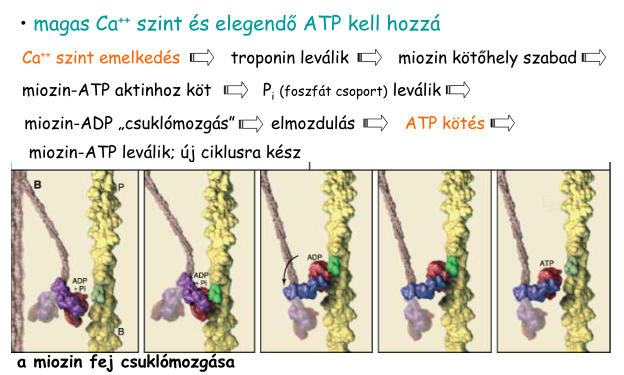 • magas Ca⁺⁺ szint és elegendő ATP kell hozzá
Ca⁺⁺ szint emelkedés ⇨ troponin leválik ⇨ miozin kötőhely szabad ⇨
miozin-ATP aktinhoz köt ⇨ Pᵢ (foszfát csoport) leválik ⇨
miozin-ADP „csuklómozgás” ⇨ elmozdulás ⇨ ATP kötés ⇨
miozin-ATP leválik; új ciklusra kész
B
P
ADP
+ Pi
B
ADP
+ Pi
ADP
ATP
a miozin fej csuklómozgása